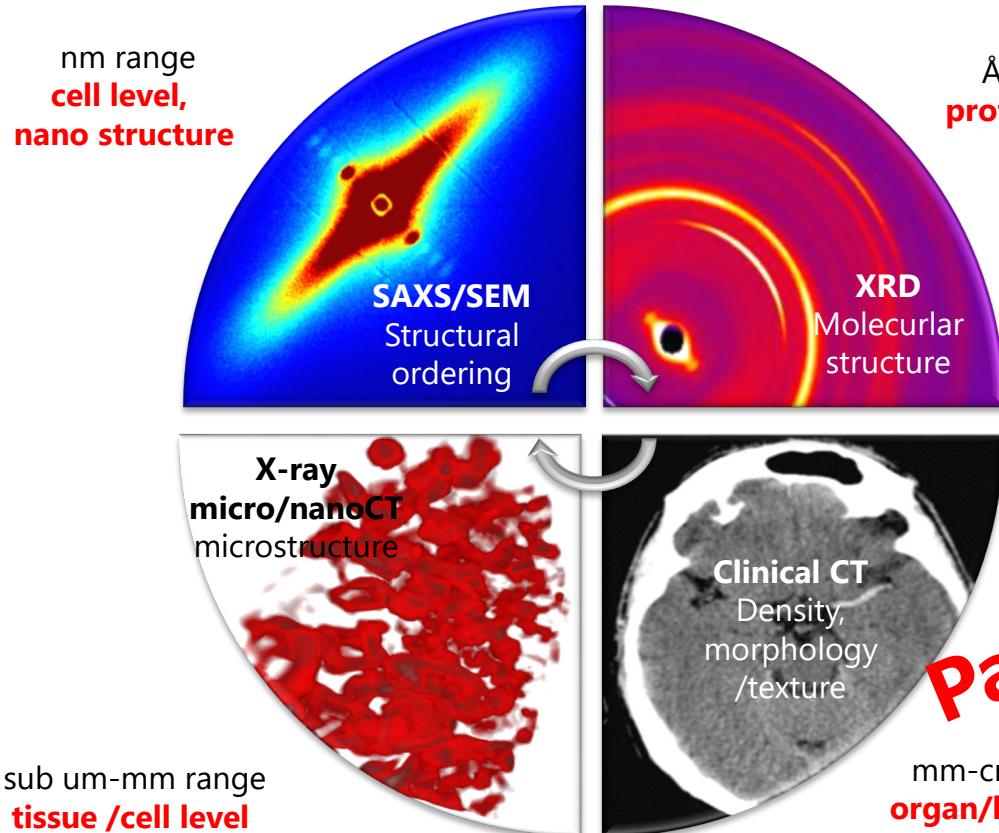 nm range
cell level,
nano structure
Å
SAXS/SEM
Structural
ordering
XRD
Molecurlar
structure
X-ray
micro/nanoCT
microstructure
Clinical CT
Density,
morphology
/texture
sub um-mm range
tissue /cell level